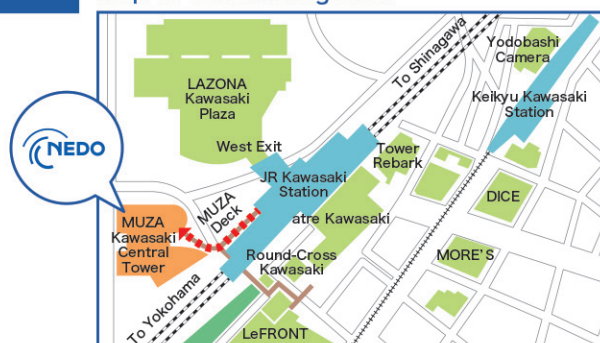 To Shinagawa
Yodobashi
Camera
LAZONA
Kawasaki
Plaza
Keikyu Kawasaki
Station
NEDO
West Exit
Tower
Rebark
JR Kawasaki
Station
DICE
MUZA
Deck
MUZA
Kawasaki
Central
Tower
atre Kawasaki
Round-Cross
Kawasaki
MORE'S
To Yokohama
LeFRONT